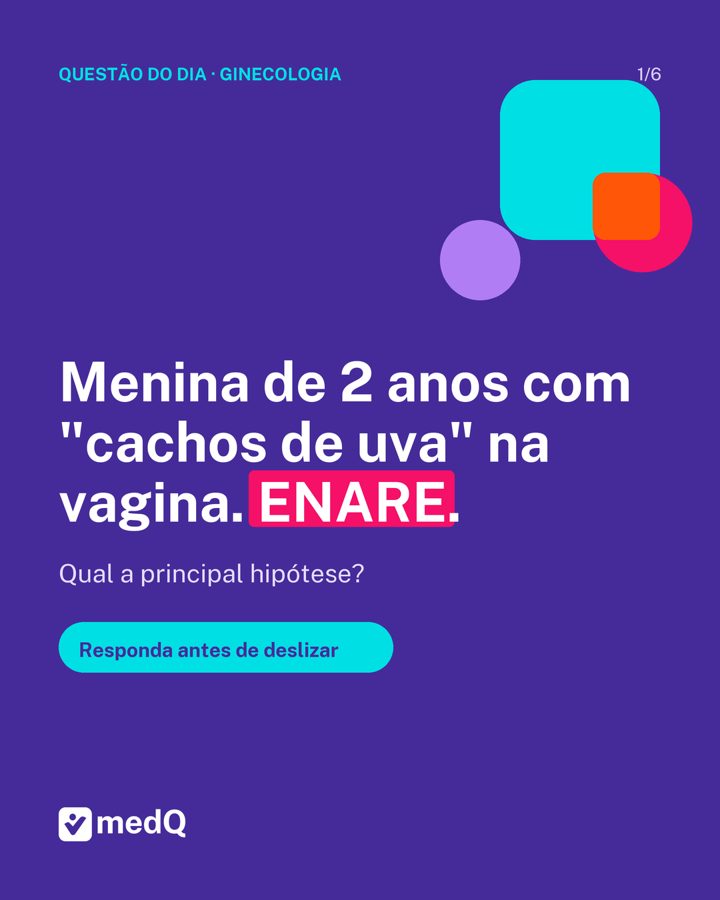 QUESTÃO DO DIA · GINECOLOGIA
1/6
Menina de 2 anos com
"cachos de uva" na
vagina. ENARE.
Qual a principal hipótese?
Responda antes de deslizar
medQ